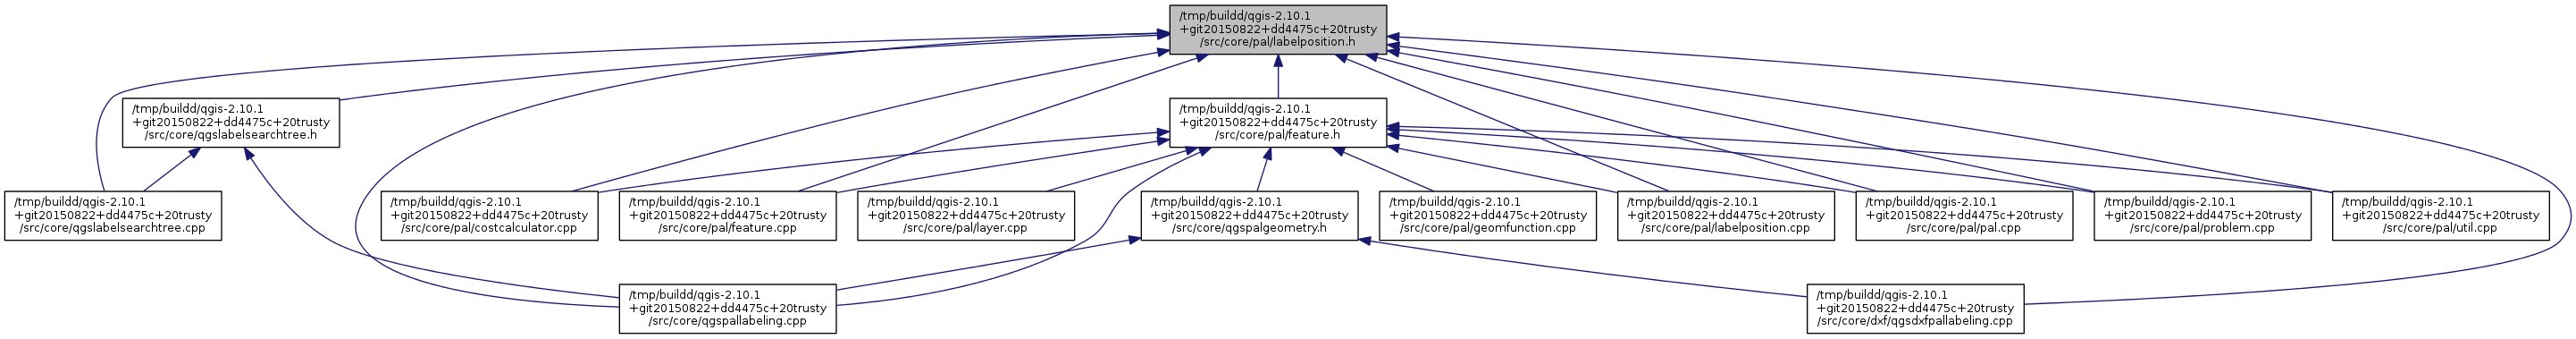 /tmp/buildd/qgis-2.10.1
+git20150822+dd4475c+20trusty
/src/core/pal/labelposition.h
/tmp/buildd/qgis-2.10.1
+git20150822+dd4475c+20trusty
/src/core/qgslabelsearchtree.h
/tmp/buildd/qgis-2.10.1
+git20150822+dd4475c+20trusty
/src/core/pal/feature.h
/tmp/buildd/qgis-2.10.1
+git20150822+dd4475c+20trusty
/src/core/qgslabelsearchtree.cpp
/tmp/buildd/qgis-2.10.1
+git20150822+dd4475c+20trusty
/src/core/pal/costcalculator.cpp
/tmp/buildd/qgis-2.10.1
+git20150822+dd4475c+20trusty
/src/core/pal/feature.cpp
/tmp/buildd/qgis-2.10.1
+git20150822+dd4475c+20trusty
/src/core/pal/layer.cpp
/tmp/buildd/qgis-2.10.1
+git20150822+dd4475c+20trusty
/src/core/qgspalgeometry.h
/tmp/buildd/qgis-2.10.1
+git20150822+dd4475c+20trusty
/src/core/pal/geomfunction.cpp
/tmp/buildd/qgis-2.10.1
+git20150822+dd4475c+20trusty
/src/core/pal/labelposition.cpp
/tmp/buildd/qgis-2.10.1
+git20150822+dd4475c+20trusty
/src/core/pal/pal.cpp
/tmp/buildd/qgis-2.10.1
+git20150822+dd4475c+20trusty
/src/core/pal/problem.cpp
/tmp/buildd/qgis-2.10.1
+git20150822+dd4475c+20trusty
/src/core/pal/util.cpp
/tmp/buildd/qgis-2.10.1
+git20150822+dd4475c+20trusty
/src/core/qgspallabeling.cpp
/tmp/buildd/qgis-2.10.1
+git20150822+dd4475c+20trusty
/src/core/dxf/qgsdxfpallabeling.cpp